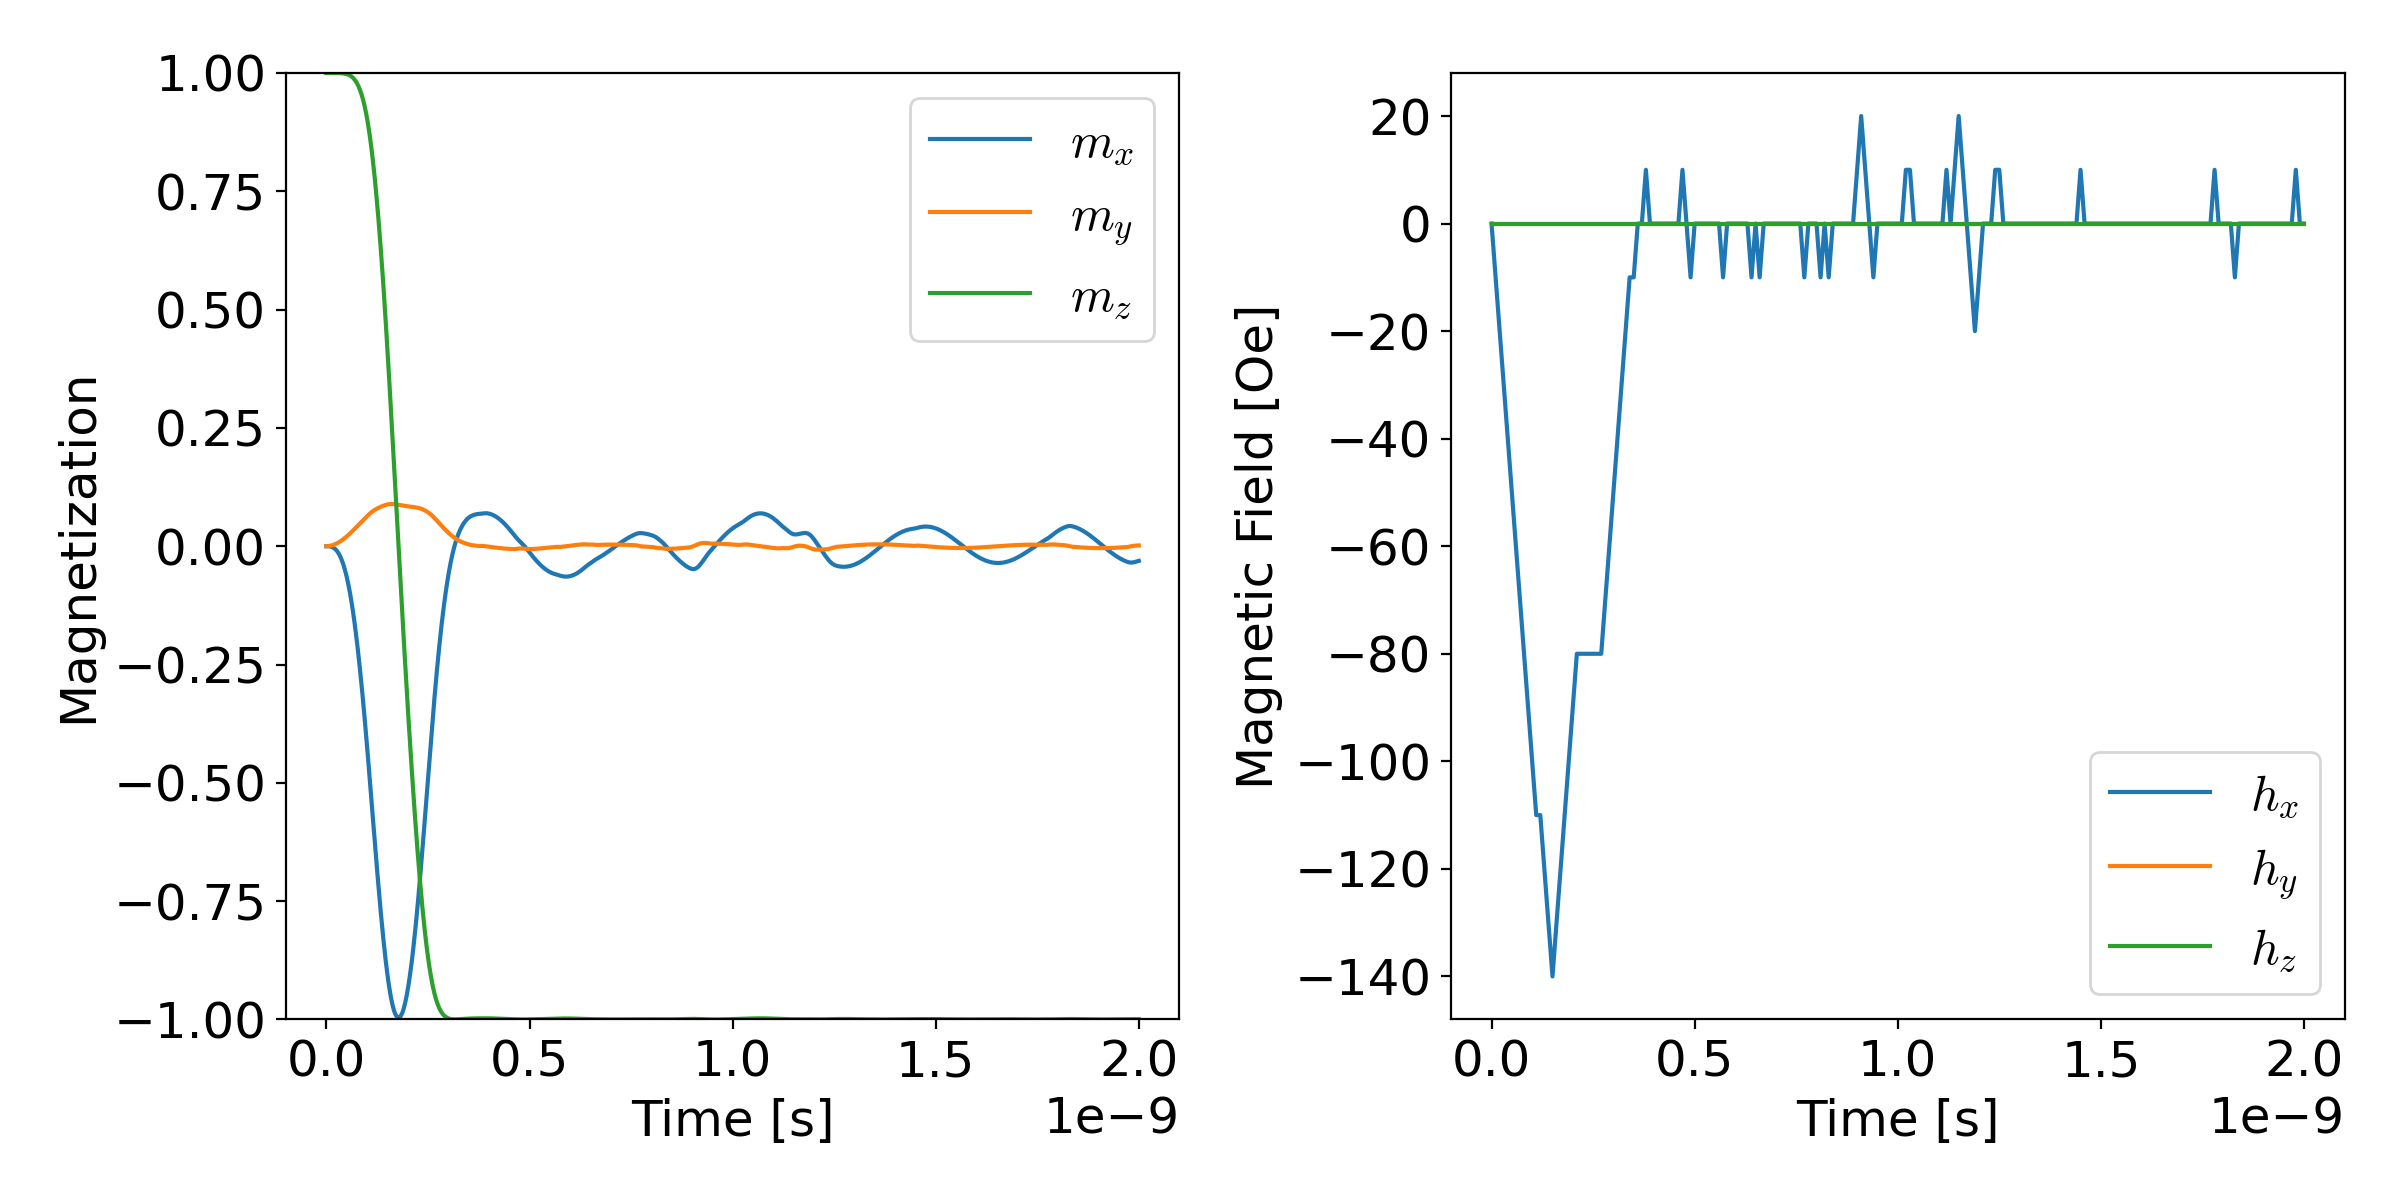 1.00
0.75
0.50
0.25
0.00
−0.25
−0.50
−0.75
−1.00
Magnetization
0.0 0.5 1.0 1.5 2.0
Time [s]
1e−9
m_x
m_y
m_z
20
0
−20
−40
−60
−80
−100
−120
−140
Magnetic Field [Oe]
0.0 0.5 1.0 1.5 2.0
Time [s]
1e−9
h_x
h_y
h_z